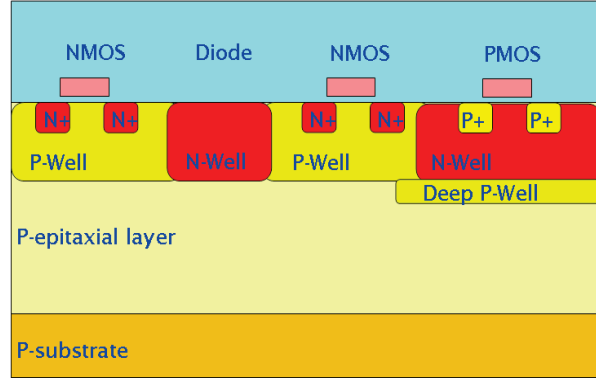 NMOS Diode NMOS PMOS
N+ N+ N+ N+ P+ P+
P-Well N-Well P-Well N-Well
Deep P-Well
P-epitaxial layer
P-substrate